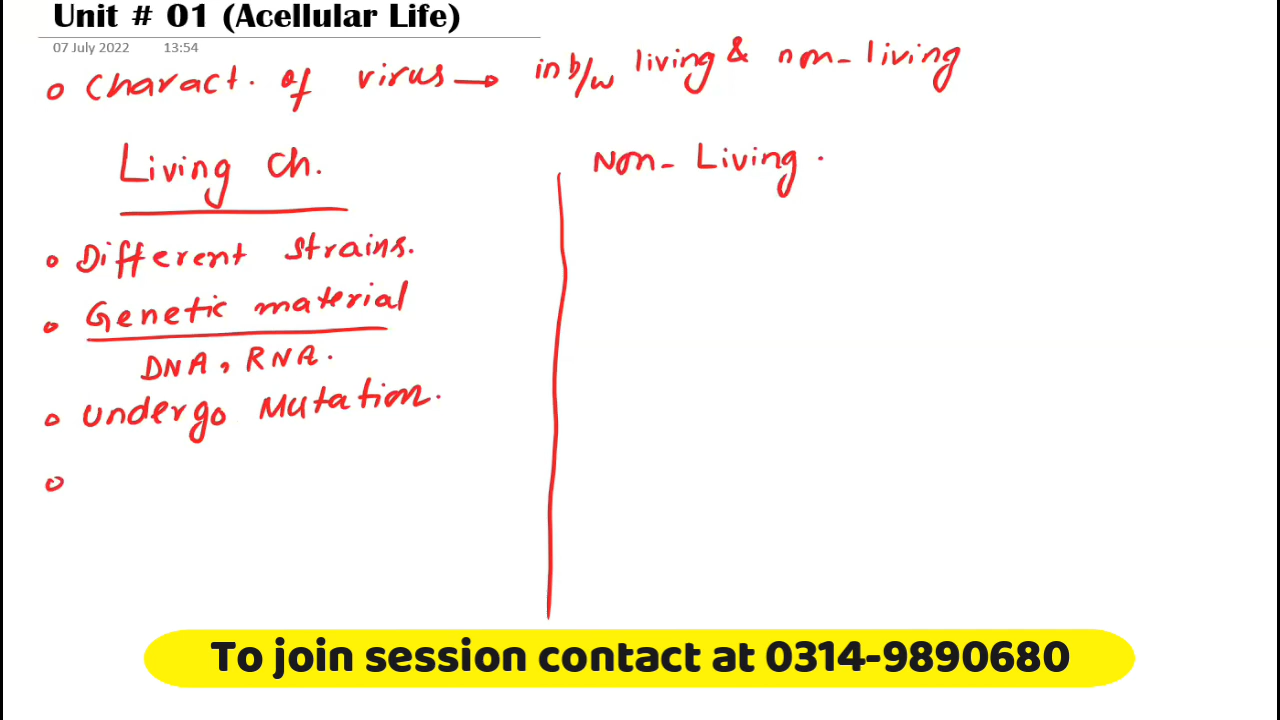 Unit # 01 (Acellular Life)
07 July 2022 13:54
o charact. of virus → in b/w living & non-living
Living Ch.
Non-Living.
o Different strains.
o Genetic material
DNA, RNA.
o undergo Mutation.
o
To join session contact at 0314-9890680